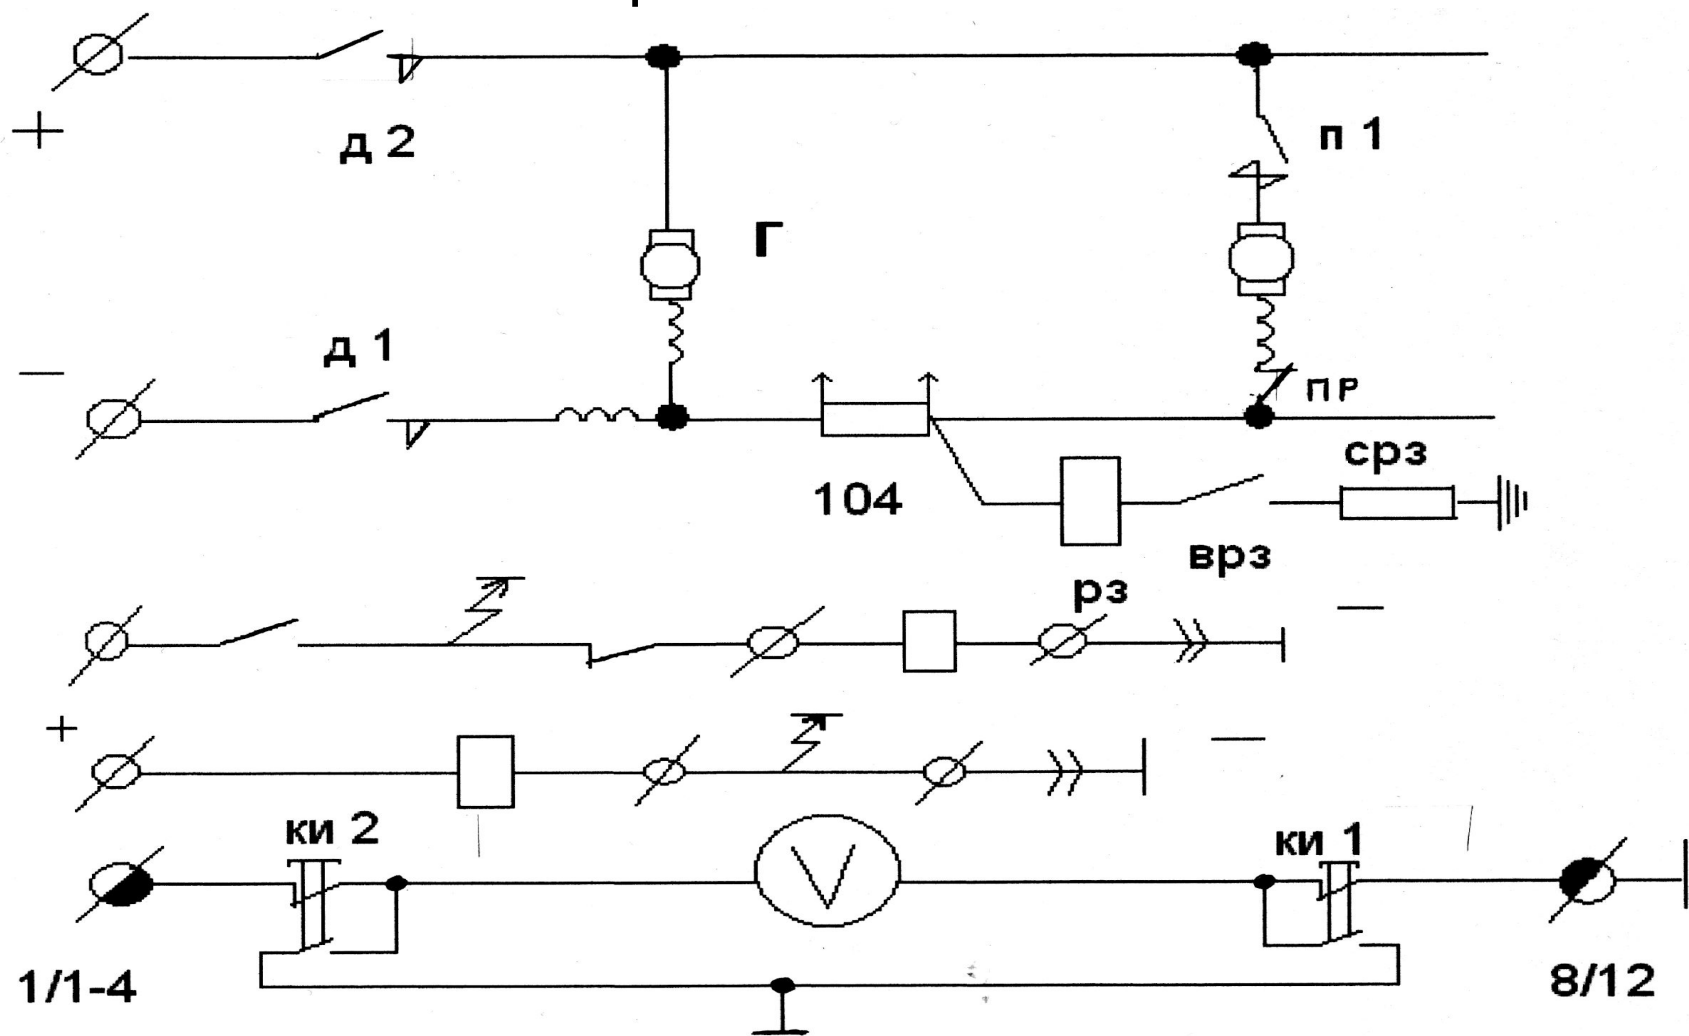 +
д 2
п 1
Г
д 1
—
ПР
срз
104
врз
рз
—
+
—
ки 2
V
ки 1
1/1-4
8/12